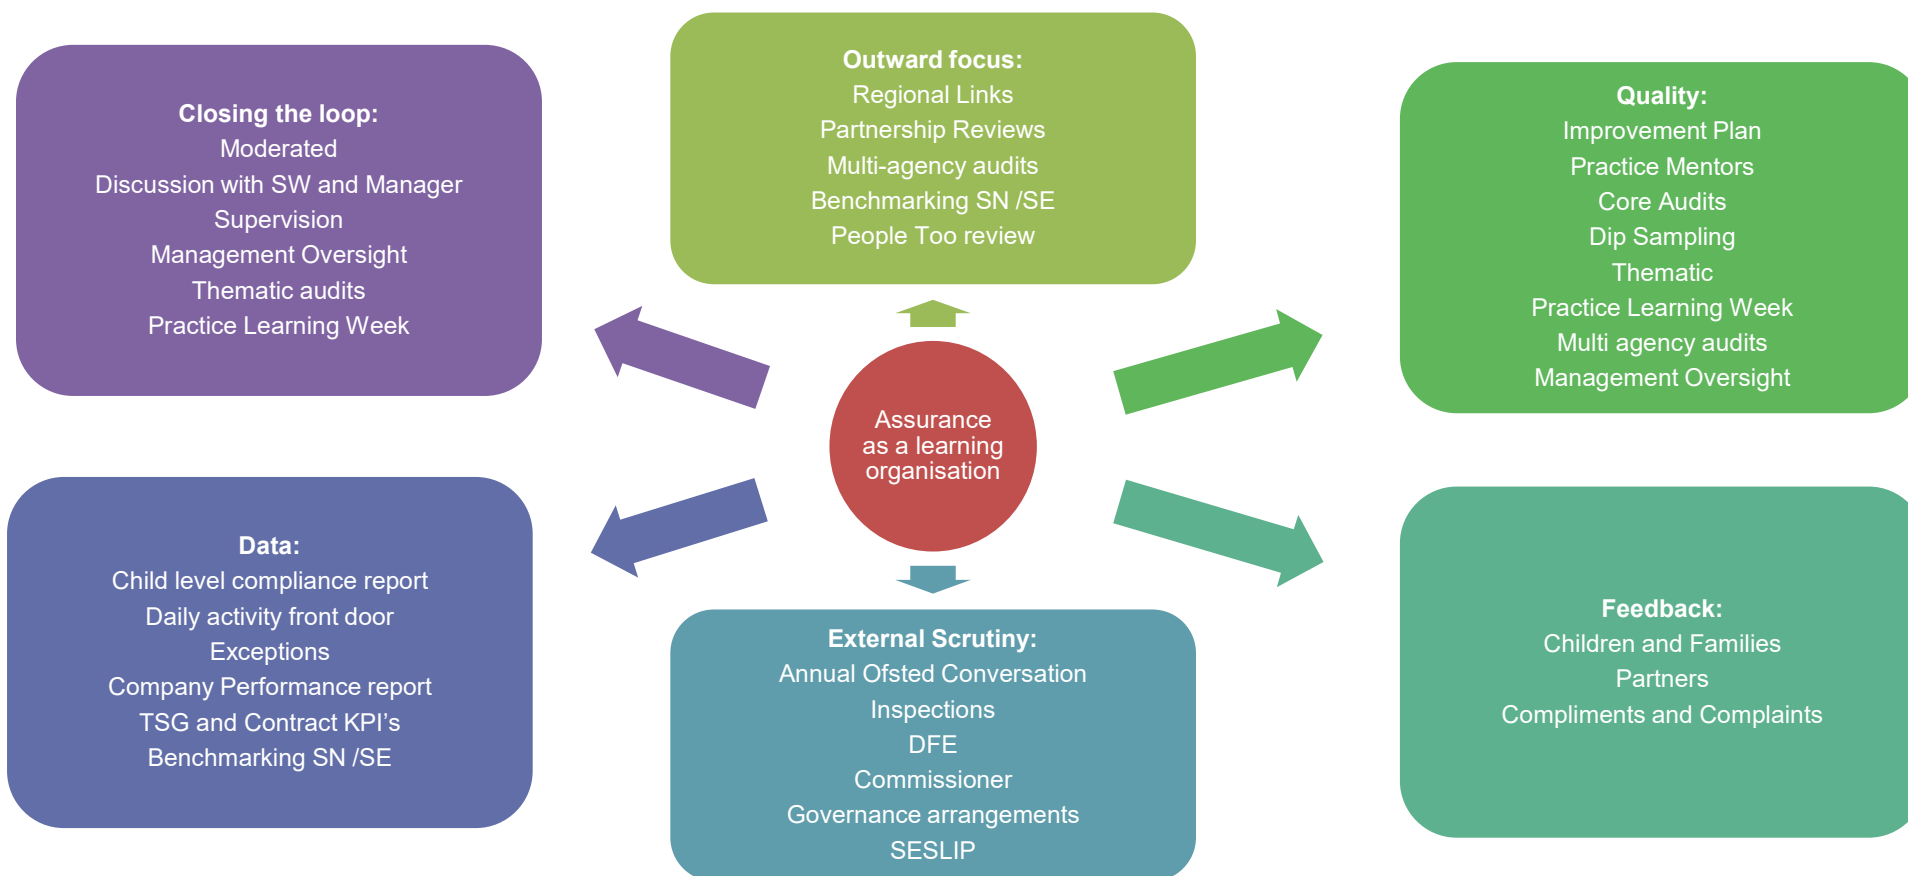 Closing the loop:
Moderated
Discussion with SW and Manager
Supervision
Management Oversight
Thematic audits
Practice Learning Week
Outward focus:
Regional Links
Partnership Reviews
Multi-agency audits
Benchmarking SN /SE
People Too review
Quality:
Improvement Plan
Practice Mentors
Core Audits
Dip Sampling
Thematic
Practice Learning Week
Multi agency audits
Management Oversight
Assurance
as a learning
organisation
Data:
Child level compliance report
Daily activity front door
Exceptions
Company Performance report
TSG and Contract KPI’s
Benchmarking SN /SE
External Scrutiny:
Annual Ofsted Conversation
Inspections
DFE
Commissioner
Governance arrangements
SESLIP
Feedback:
Children and Families
Partners
Compliments and Complaints